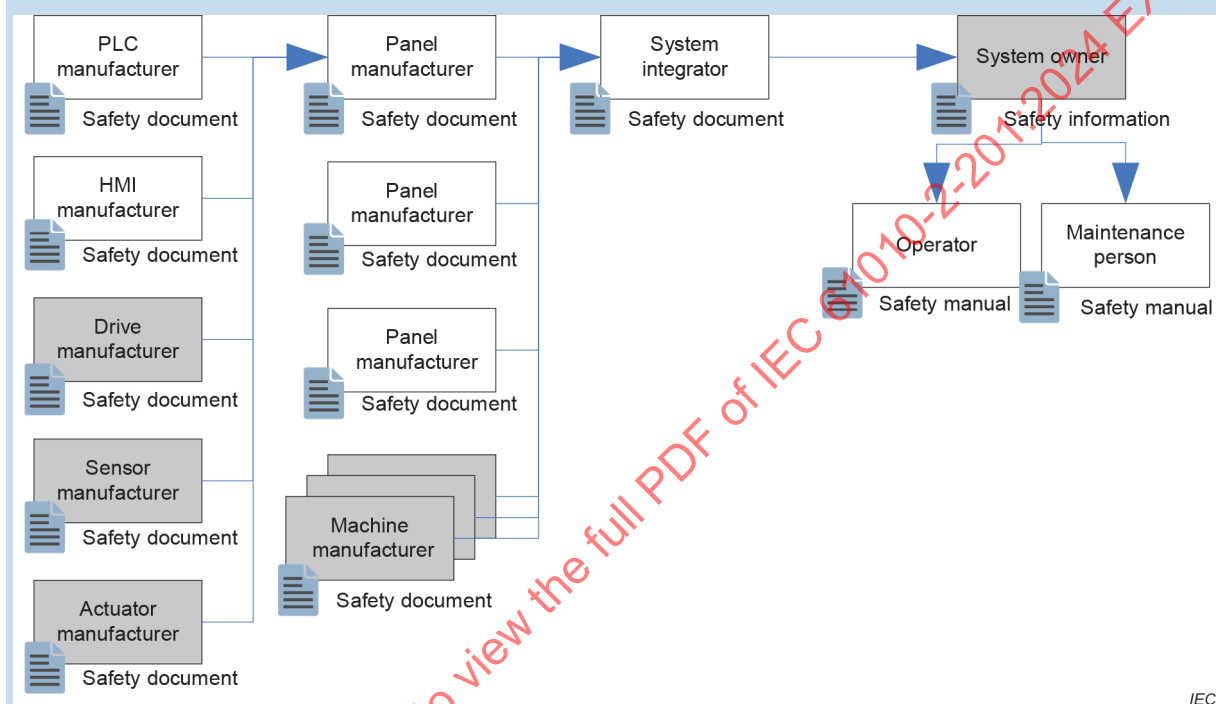 PLC
manufacturer
Safety document
HMI
manufacturer
Safety document
Drive
manufacturer
Safety document
Sensor
manufacturer
Safety document
Actuator
manufacturer
Safety document
Panel
manufacturer
Safety document
Panel
manufacturer
Safety document
Panel
manufacturer
Safety document
Machine
manufacturer
Safety document
System
integrator
Safety document
System owner
Safety information
Operator
Safety manual
Maintenance
person
Safety manual
to view the full PDF of IEC 61010-2-201:2024
IEC